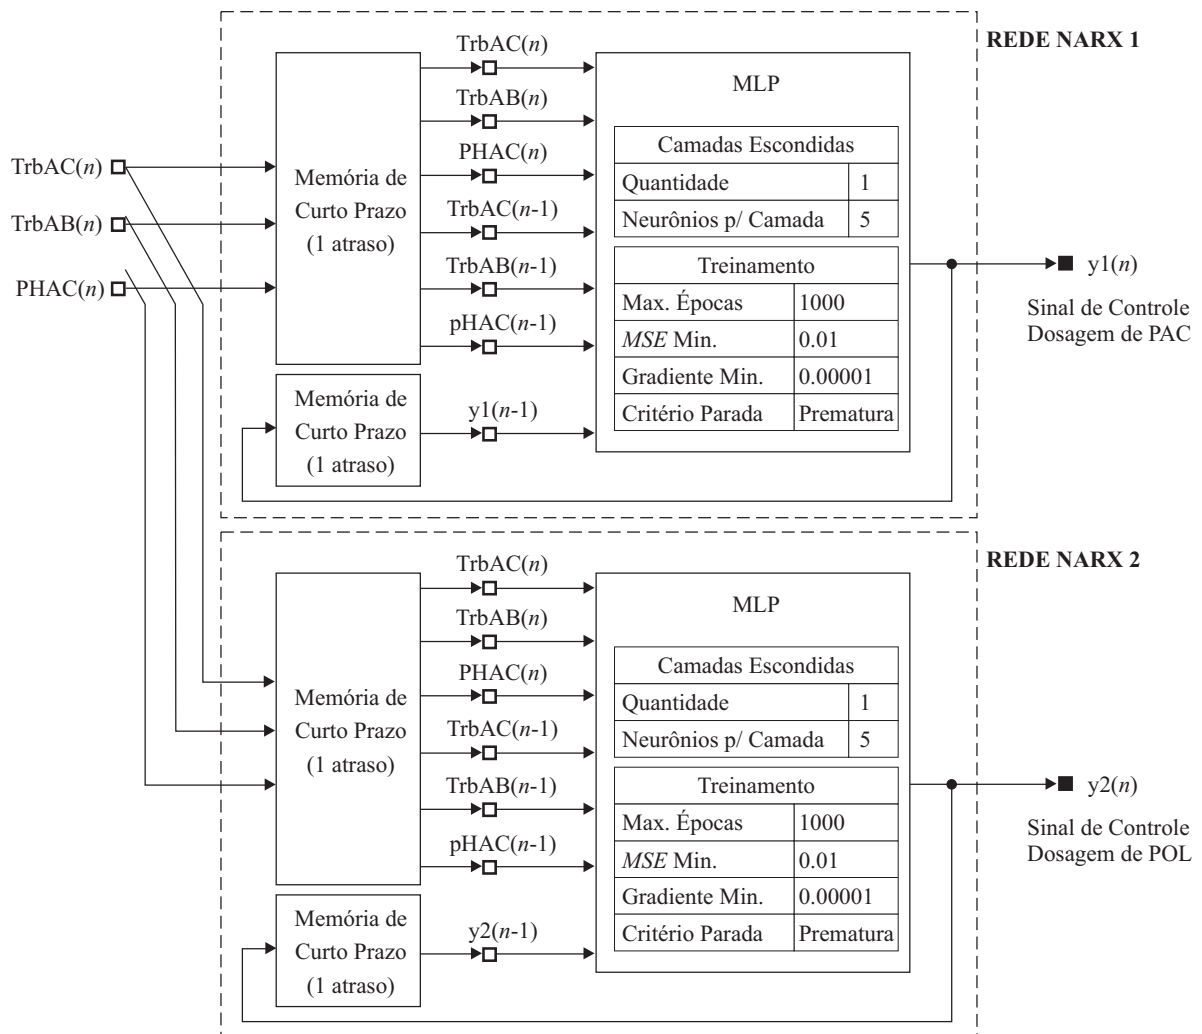 REDE NARX 1
TrbAC(n)
TrbAB(n)
PHAC(n)
Memória de
Curto Prazo
(1 atraso)
TrbAC(n)
TrbAB(n)
PHAC(n)
TrbAC(n-1)
TrbAB(n-1)
pHAC(n-1)
Memória de
Curto Prazo
(1 atraso)
y1(n-1)
MLP
Camadas Escondidas
Quantidade 1
Neurônios p/ Camada 5
Treinamento
Max. Épocas 1000
MSE Min. 0.01
Gradiente Min. 0.00001
Critério Parada Prematura
y1(n)
Sinal de Controle
Dosagem de PAC
REDE NARX 2
Memória de
Curto Prazo
(1 atraso)
TrbAC(n)
TrbAB(n)
PHAC(n)
TrbAC(n-1)
TrbAB(n-1)
pHAC(n-1)
Memória de
Curto Prazo
(1 atraso)
y2(n-1)
MLP
Camadas Escondidas
Quantidade 1
Neurônios p/ Camada 5
Treinamento
Max. Épocas 1000
MSE Min. 0.01
Gradiente Min. 0.00001
Critério Parada Prematura
y2(n)
Sinal de Controle
Dosagem de POL